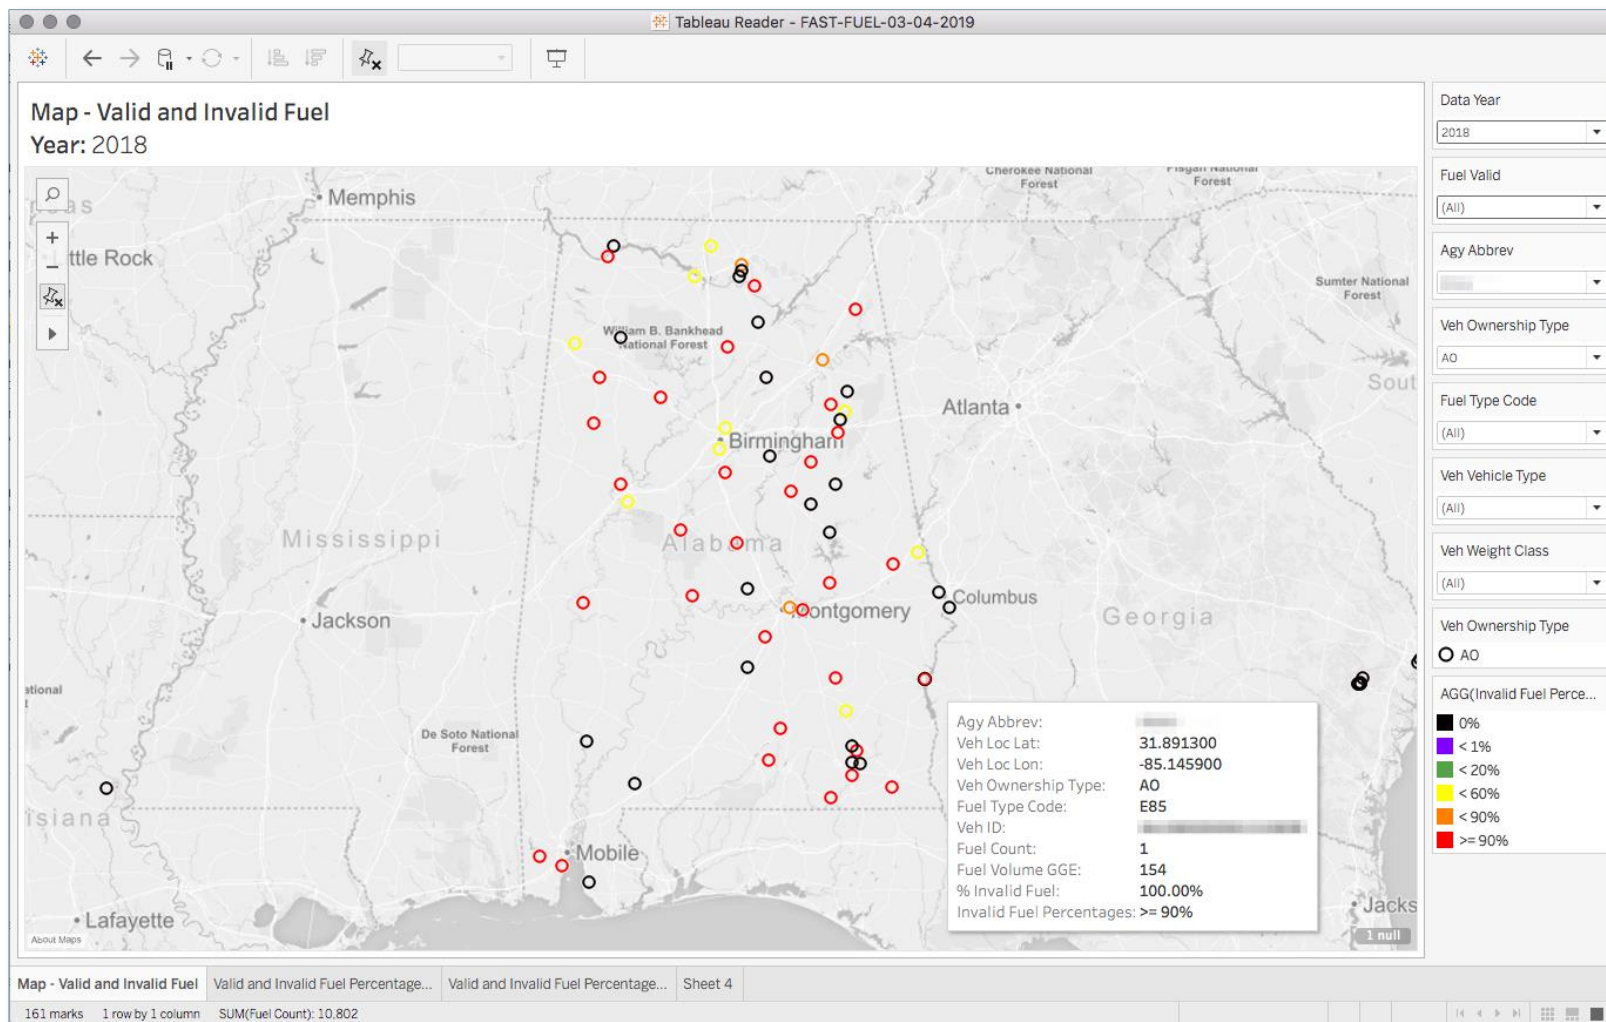 Tableau Reader - FAST-FUEL-03-04-2019
Map - Valid and Invalid Fuel
Year: 2018
Memphis
ttle Rock
as
Cherokee National
Forest
Pisgah National
Forest
Sumter National
Forest
William B. Bankhead
National Forest
Sout
Atlanta
Birmingham
Mississippi
Alabama
Columbus
Montgomery
Jackson
Georgia
ational
De Soto National
Forest
isiana
Mobile
Lafayette
Jacks
About Maps
1 null
Agy Abbrev:
Veh Loc Lat: 31.891300
Veh Loc Lon: -85.145900
Veh Ownership Type: AO
Fuel Type Code: E85
Veh ID:
Fuel Count: 1
Fuel Volume GGE: 154
% Invalid Fuel: 100.00%
Invalid Fuel Percentages: >= 90%
Data Year
2018
Fuel Valid
(All)
Agy Abbrev
Veh Ownership Type
AO
Fuel Type Code
(All)
Veh Vehicle Type
(All)
Veh Weight Class
(All)
Veh Ownership Type
AO
AGG(Invalid Fuel Perce...
0%
< 1%
< 20%
< 60%
< 90%
>= 90%
Map - Valid and Invalid Fuel Valid and Invalid Fuel Percentage... Valid and Invalid Fuel Percentage... Sheet 4
161 marks 1 row by 1 column SUM(Fuel Count): 10,802